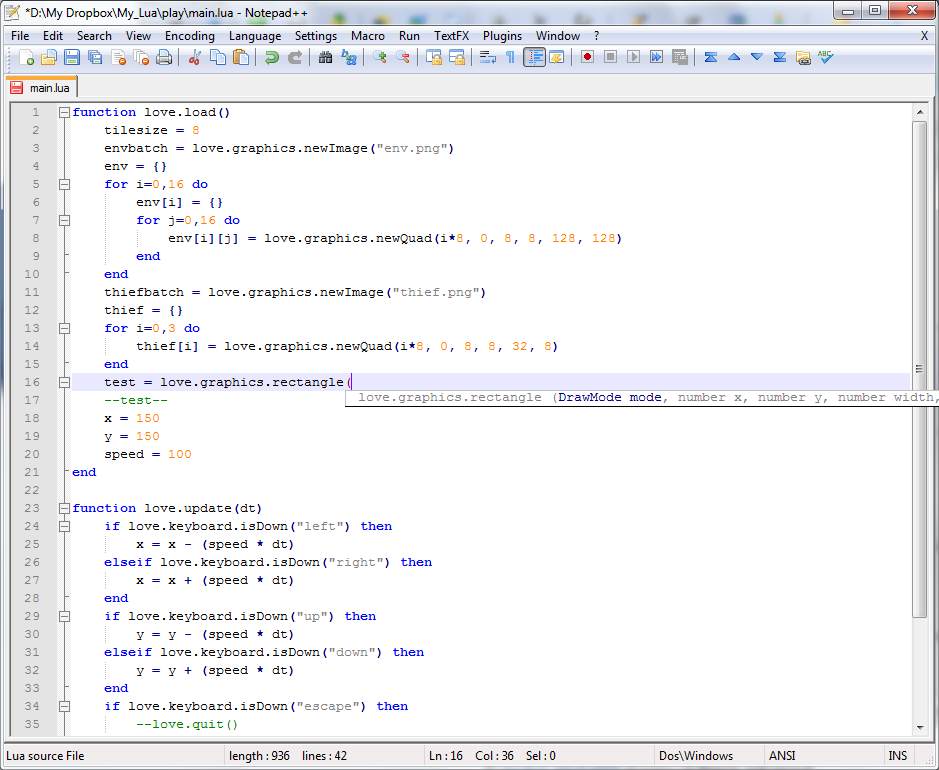 *D:\My Dropbox\My_Lua\play\main.lua - Notepad++
File Edit Search View Encoding Language Settings Macro Run TextFX Plugins Window ? X
main.lua
1 function love.load()
2 tilesize = 8
3 envbatch = love.graphics.newImage("env.png")
4 env = {}
5 for i=0,16 do
6 env[i] = {}
7 for j=0,16 do
8 env[i][j] = love.graphics.newQuad(i*8, 0, 8, 8, 128, 128)
9 end
10 end
11 thiefbatch = love.graphics.newImage("thief.png")
12 thief = {}
13 for i=0,3 do
14 thief[i] = love.graphics.newQuad(i*8, 0, 8, 8, 32, 8)
15 end
16 test = love.graphics.rectangle(
love.graphics.rectangle (DrawMode mode, number x, number y, number width,
17 --test--
18 x = 150
19 y = 150
20 speed = 100
21 end
22
23 function love.update(dt)
24 if love.keyboard.isDown("left") then
25 x = x - (speed * dt)
26 elseif love.keyboard.isDown("right") then
27 x = x + (speed * dt)
28 end
29 if love.keyboard.isDown("up") then
30 y = y - (speed * dt)
31 elseif love.keyboard.isDown("down") then
32 y = y + (speed * dt)
33 end
34 if love.keyboard.isDown("escape") then
35 --love.quit()
Lua source File length : 936 lines : 42 Ln : 16 Col : 36 Sel : 0 Dos\Windows ANSI INS